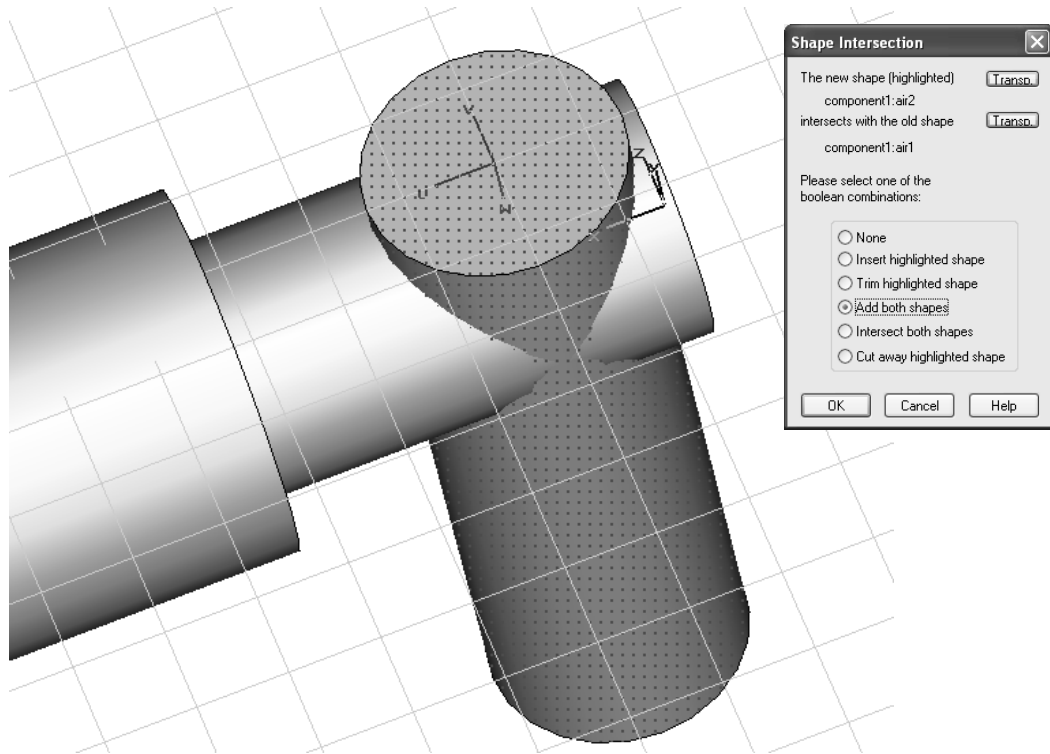 Shape Intersection
The new shape (highlighted)
Transp.
component1:air2
intersects with the old shape
Transp.
component1:air1
Please select one of the
boolean combinations:
None
Insert highlighted shape
Trim highlighted shape
Add both shapes
Intersect both shapes
Cut away highlighted shape
OK
Cancel
Help
V
U
W
Z
X